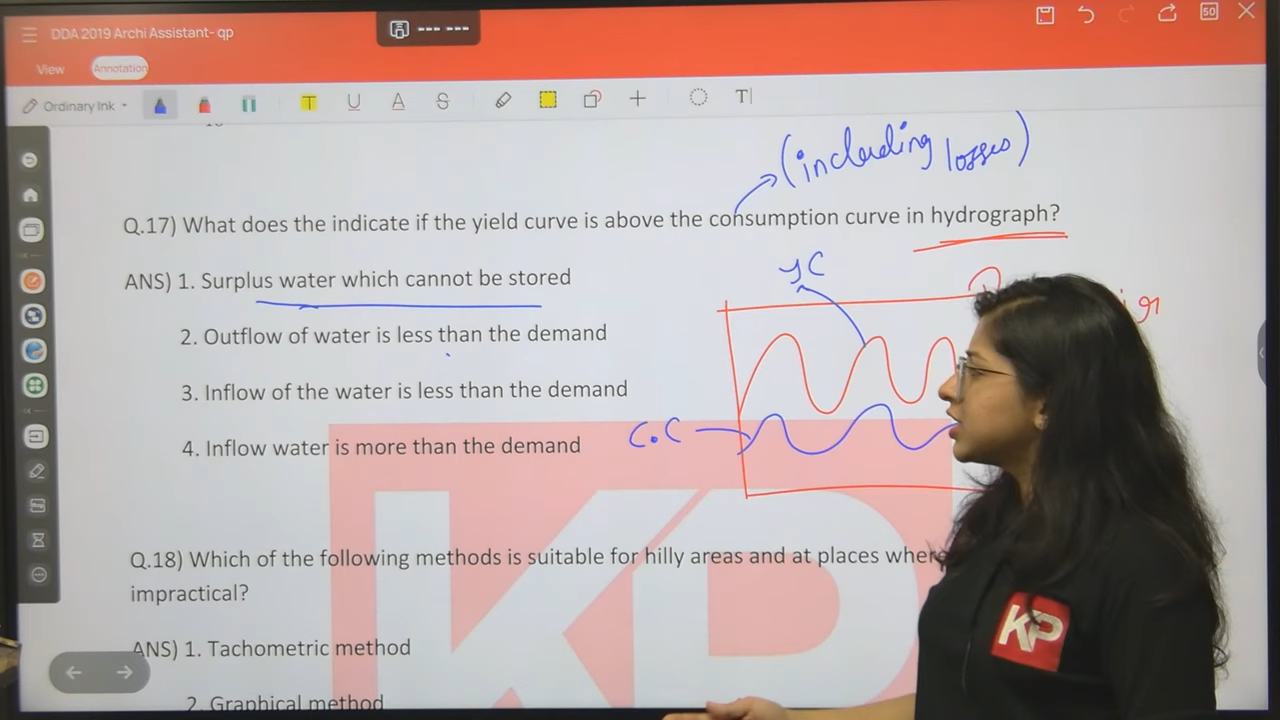 DDA 2019 Archi Assistant- qp
50
View
Annotation
Ordinary Ink
T U A S T
(including losses)
Q.17) What does the indicate if the yield curve is above the consumption curve in hydrograph?
ANS) 1. Surplus water which cannot be stored
yC
2. Outflow of water is less than the demand
3. Inflow of the water is less than the demand
4. Inflow water is more than the demand
C.C
KP
Q.18) Which of the following methods is suitable for hilly areas and at places where
impractical?
ANS) 1. Tachometric method
2. Graphical method
KP